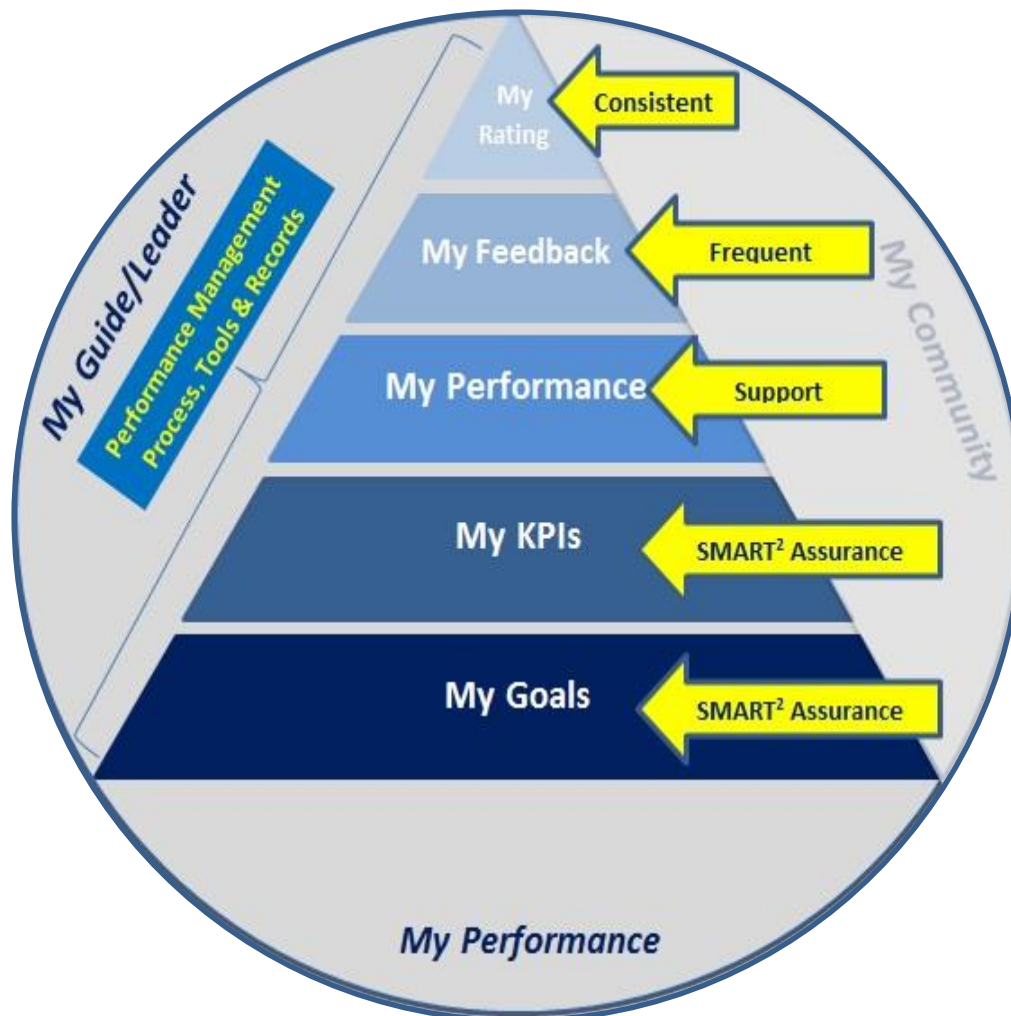 My
Rating
Consistent
My Feedback
Frequent
My Performance
Support
My KPIs
SMART² Assurance
My Goals
SMART² Assurance
My Guide/Leader
Performance Management
Process, Tools & Records
My Community
My Performance